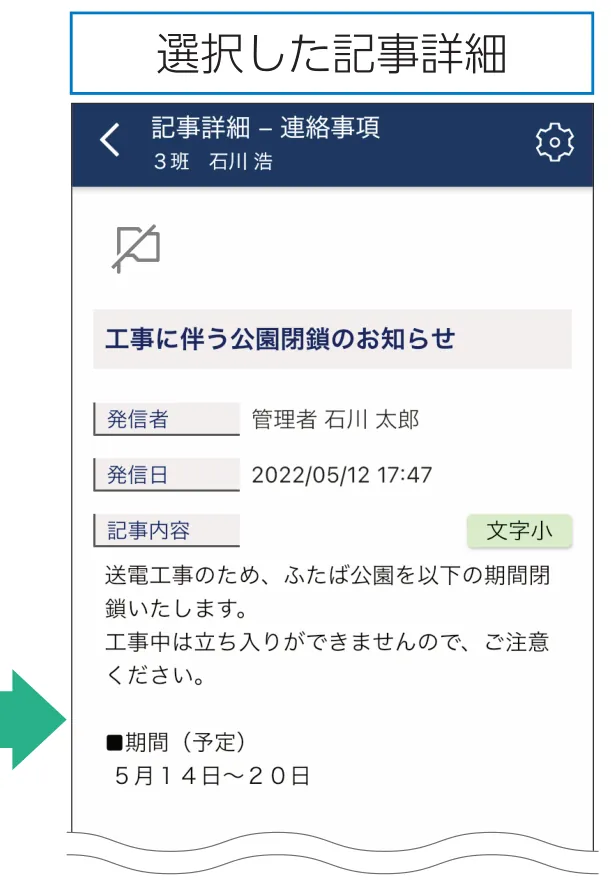 選択した記事詳細
記事詳細 – 連絡事項
３班　石川 浩
工事に伴う公園閉鎖のお知らせ
発信者 管理者 石川 太郎
発信日 2022/05/12 17:47
記事内容 文字小
送電工事のため、ふたば公園を以下の期間閉
鎖いたします。
工事中は立ち入りができませんので、ご注意
ください。
■期間（予定）
５月１４日～２０日